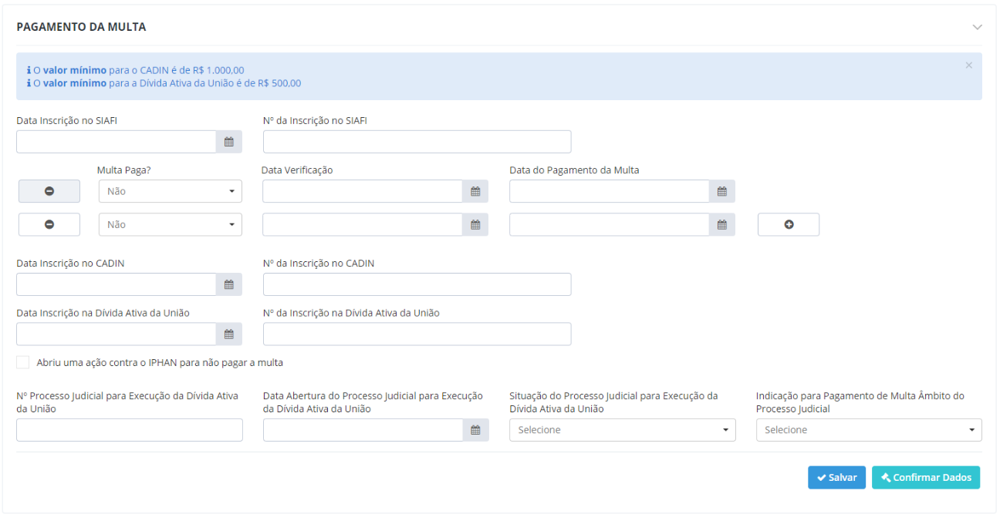 PAGAMENTO DA MULTA
O valor mínimo para o CADIN é de R$ 1.000,00
O valor mínimo para a Dívida Ativa da União é de R$ 500,00
Data Inscrição no SIAFI
Nº da Inscrição no SIAFI
Multa Paga?
Data Verificação
Data do Pagamento da Multa
Não
Não
Data Inscrição no CADIN
Nº da Inscrição no CADIN
Data Inscrição na Dívida Ativa da União
Nº da Inscrição na Dívida Ativa da União
Abriu uma ação contra o IPHAN para não pagar a multa
Nº Processo Judicial para Execução da Dívida Ativa
da União
Data Abertura do Processo Judicial para Execução
da Dívida Ativa da União
Situação do Processo Judicial para Execução da
Dívida Ativa da União
Indicação para Pagamento de Multa Âmbito do
Processo Judicial
Selecione
Selecione
Salvar
Confirmar Dados